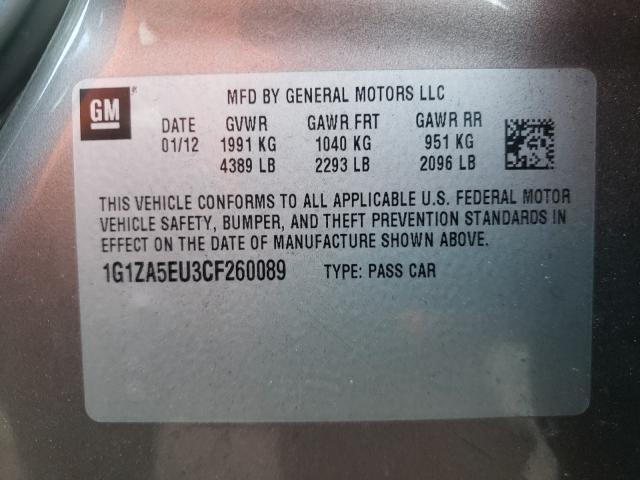 GM ®
MFD BY GENERAL MOTORS LLC
DATE GVWR GAWR FRT GAWR RR
01/12 1991 KG 1040 KG 951 KG
4389 LB 2293 LB 2096 LB
THIS VEHICLE CONFORMS TO ALL APPLICABLE U.S. FEDERAL MOTOR
VEHICLE SAFETY, BUMPER, AND THEFT PREVENTION STANDARDS IN
EFFECT ON THE DATE OF MANUFACTURE SHOWN ABOVE.
1G1ZA5EU3CF260089 TYPE: PASS CAR